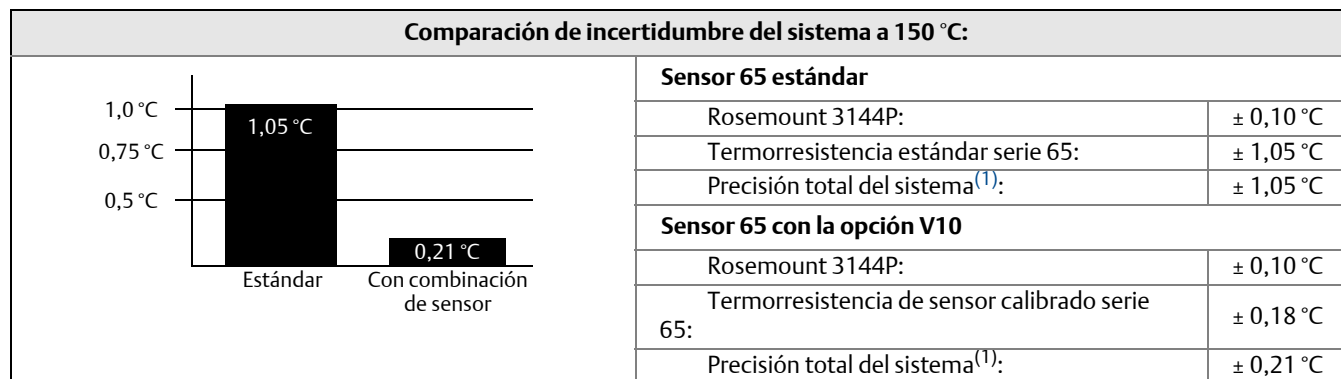 Comparación de incertidumbre del sistema a 150 °C:
1,0 °C
0,75 °C
0,5 °C
1,05 °C
0,21 °C
Estándar
Con combinación
de sensor
Sensor 65 estándar
Rosemount 3144P: ± 0,10 °C
Termorresistencia estándar serie 65: ± 1,05 °C
Precisión total del sistema(1): ± 1,05 °C
Sensor 65 con la opción V10
Rosemount 3144P: ± 0,10 °C
Termorresistencia de sensor calibrado serie
65: ± 0,18 °C
Precisión total del sistema(1): ± 0,21 °C